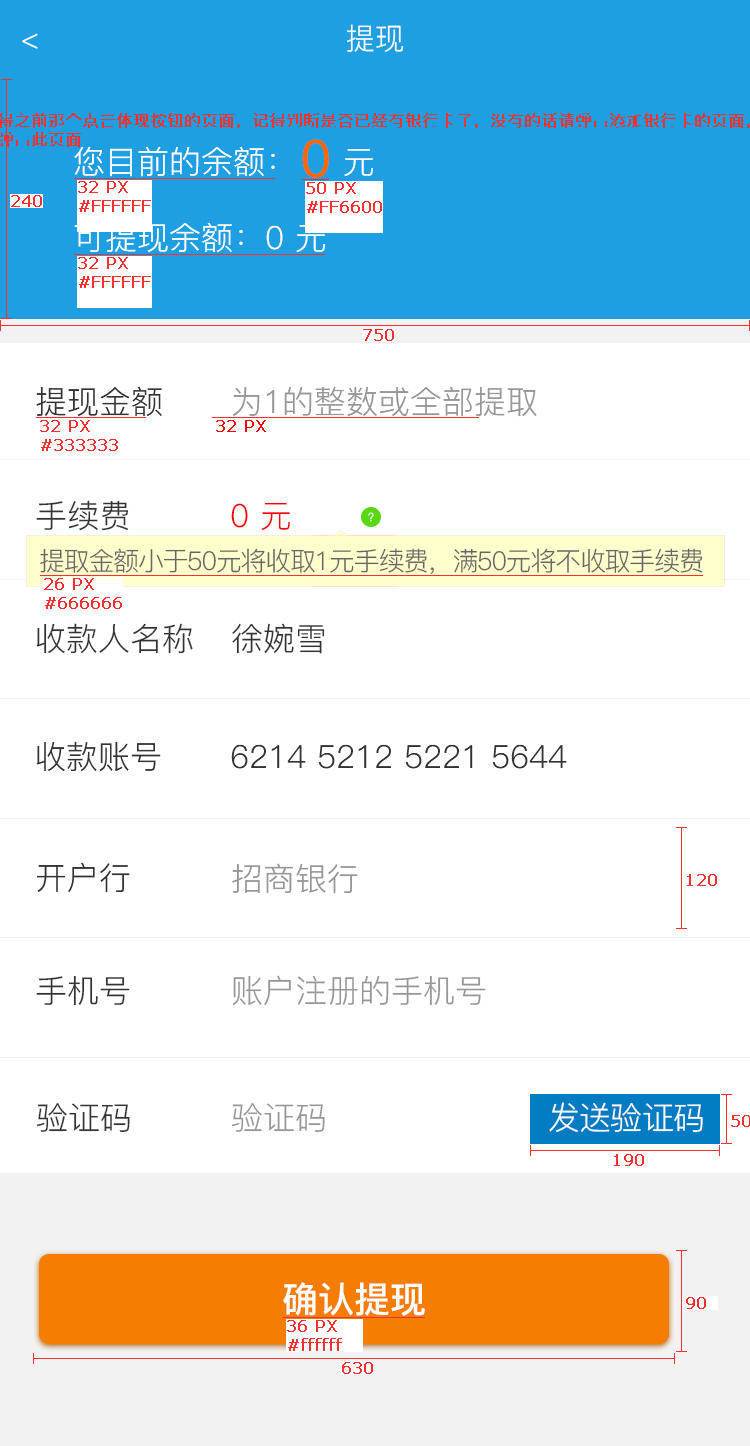 <
提现
得之前那个点击体现按钮的页面，记得判断是否已经有银行卡了，没有的话请弹出添加银行卡的页面，
弹出此页面
您目前的余额：0 元
32 PX
#FFFFFF
50 PX
#FF6600
240
可提现余额：0 元
32 PX
#FFFFFF
750
提现金额 为1的整数或全部提取
32 PX
#333333
32 PX
手续费 0 元 ?
提取金额小于50元将收取1元手续费，满50元将不收取手续费
26 PX
#666666
收款人名称 徐婉雪
收款账号 6214 5212 5221 5644
开户行 招商银行
120
手机号 账户注册的手机号
验证码 验证码 发送验证码
50
190
确认提现
36 PX
#ffffff
90
630